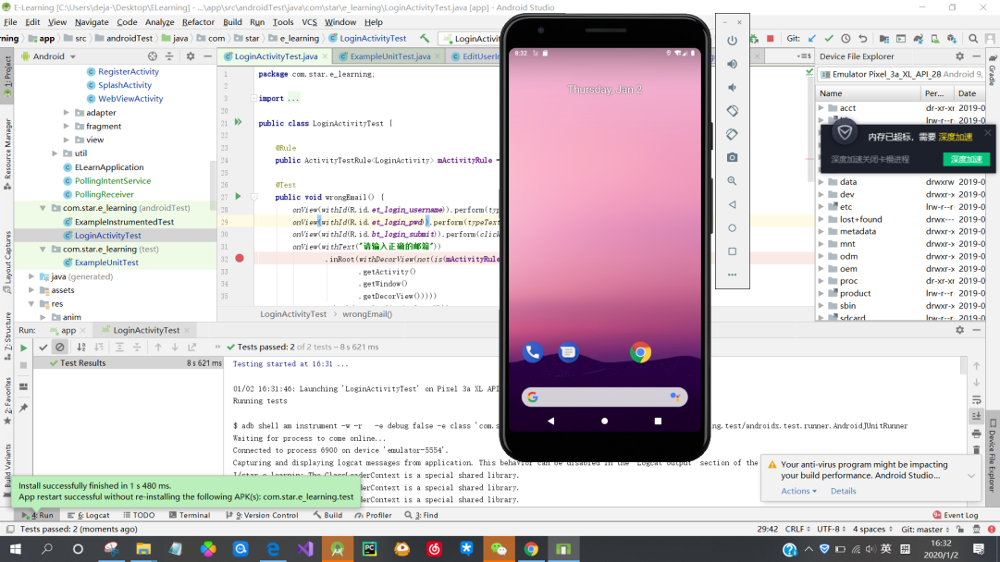 E-Learning [C:\Users\deja-\Desktop\ELearning] - ...\app\src\androidTest\java\com\star\e_learning\LoginActivityTest.java [app] - Android Studio
File Edit View Navigate Code Analyze Refactor Build Run Tools VCS Window Help
rning app src androidTest java com star e_learning LoginActivityTest LoginActiv Git:
Android
LoginActivityTest.java ExampleUnitTest.java EditUserIn
Device File Explorer
Emulator Pixel_3a_XL_API_28 Android 9,
Name Per... Date
acct dr-xr-xr 2019-0
lrw-r--r-- 2019-0
内存已超标，需要 深度加速
深度加速关闭卡慢进程 深度加速
data drwxrw 2019-0
dev drwxr-x 2019-0
etc lrw-r--r 2019-0
lost+found drwx--- 2019-0
metadata drwxr-x 2019-0
mnt drwxr-x 2019-0
odm drwxr-x 2019-0
oem drwxr-x 2019-0
proc dr-xr-xr 2019-0
product lrw-r--r 2019-0
sbin drwxr-x 2019-0
sdcard lrw-r--r 2019-0
1: Project
Resource Manager
Layout Captures
Z: Structure
2: Favorites
Build Variants
Gradle
Device File Explorer
RegisterActivity
SplashActivity
WebViewActivity
adapter
fragment
view
util
ELearnApplication
PollingIntentService
PollingReceiver
com.star.e_learning (androidTest)
ExampleInstrumentedTest
LoginActivityTest
com.star.e_learning (test)
ExampleUnitTest
java (generated)
assets
res
anim
1 package com.star.e_learning;
2
3 import ...
20
21 public class LoginActivityTest {
22
23 @Rule
24 public ActivityTestRule<LoginActivity> mActivityRule =
25
26 @Test
27 public void wrongEmail() {
28 onView(withId(R.id.et_login_username)).perform(typ
29 onView(withId(R.id.et_login_pwd)).perform(typeText
30 onView(withId(R.id.bt_login_submit)).perform(click
31 onView(withText("请输入正确的邮箱"))
32 .inRoot(withDecorView(not(is(mActivityRule
33 .getActivity()
34 .getWindow()
35 .getDecorView()))))
LoginActivityTest › wrongEmail()
8:32
Thursday, Jan 2
Run: app LoginActivityTest
Tests passed: 2 of 2 tests – 8 s 621 ms
Test Results 8 s 621 ms
Testing started at 16:31 ...
01/02 16:31:46: Launching 'LoginActivityTest' on Pixel 3a XL API
Running tests
$ adb shell am instrument -w -r -e debug false -e class 'com.s ing.test/androidx.test.runner.AndroidJUnitRunner
Waiting for process to come online...
Connected to process 6900 on device 'emulator-5554'.
Capturing and displaying logcat messages from application. This behavior can be disabled in the "Logcat output" section of the
I/star.e_learnin: The ClassLoaderContext is a special shared library.
ontext is a special shared library.
ontext is a special shared library.
Install successfully finished in 1 s 480 ms.
App restart successful without re-installing the following APK(s): com.star.e_learning.test
Your anti-virus program might be impacting
your build performance. Android Studio...
Actions Details
4: Run 6: Logcat TODO Terminal 9: Version Control Build Profiler 3: Find Event Log
Tests passed: 2 (moments ago) 29:42 CRLF UTF-8 4 spaces Git: master
英 拼 16:32
2020/1/2